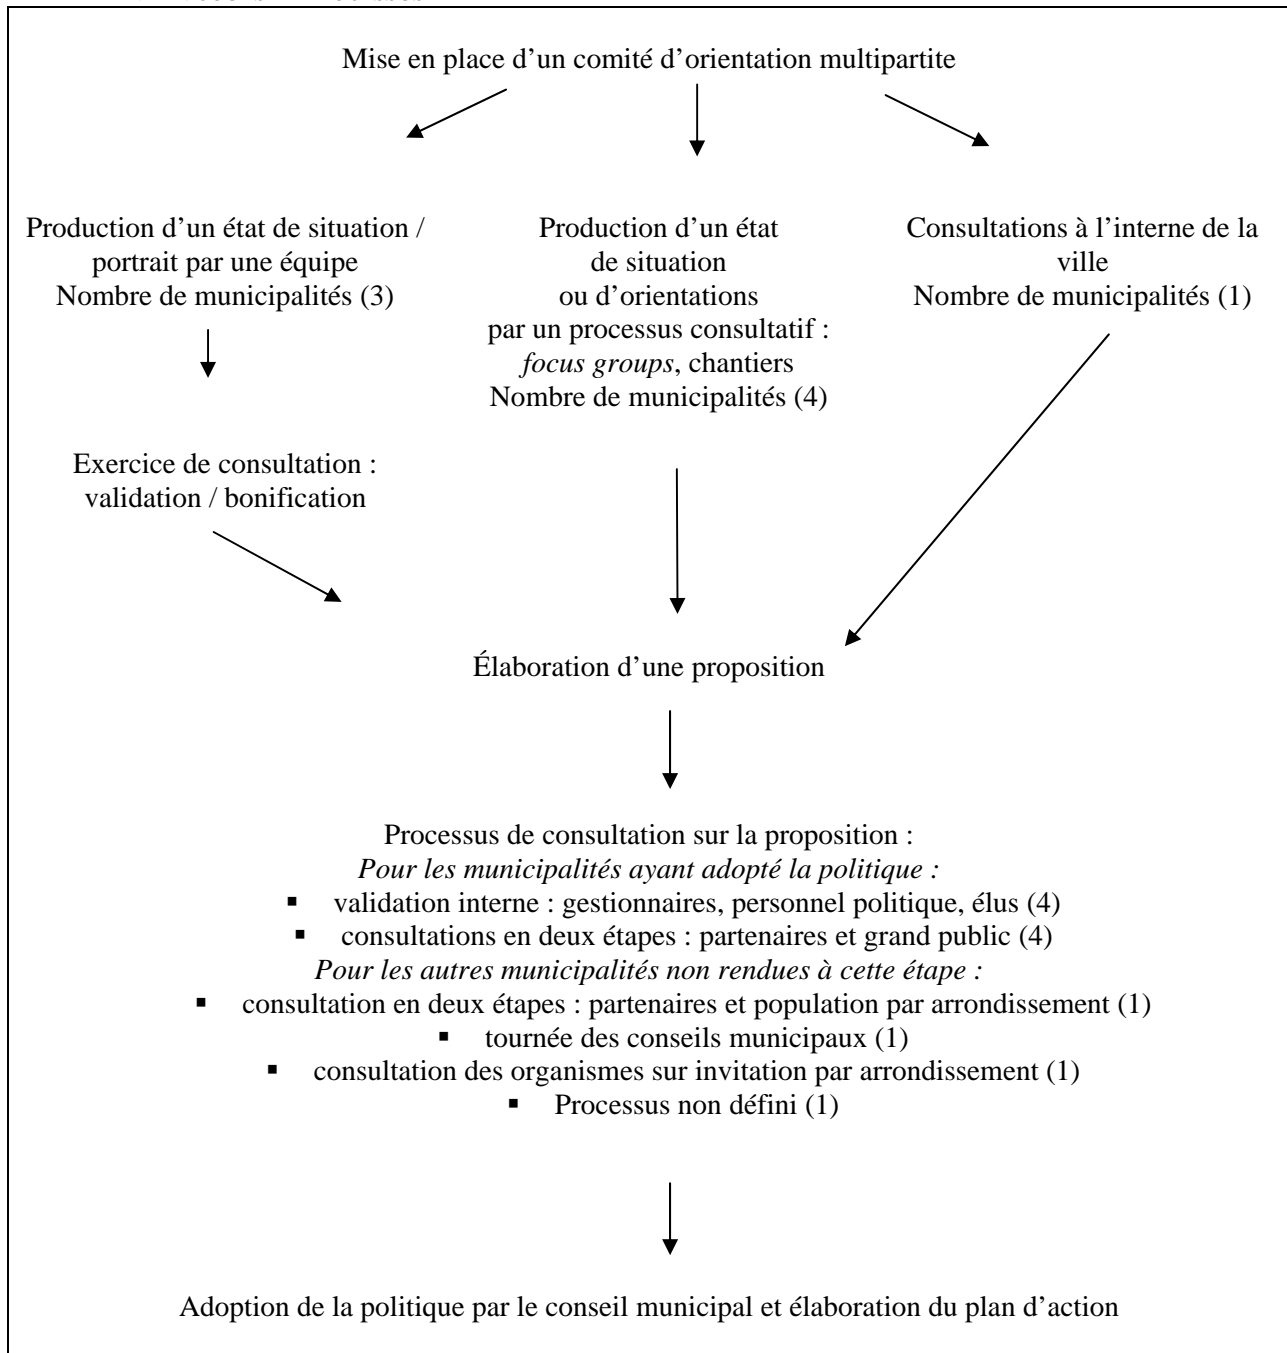 Mise en place d’un comité d’orientation multipartite
Production d’un état de situation /
portrait par une équipe
Nombre de municipalités (3)
Production d’un état
de situation
ou d’orientations
par un processus consultatif :
focus groups, chantiers
Nombre de municipalités (4)
Consultations à l’interne de la
ville
Nombre de municipalités (1)
Exercice de consultation :
validation / bonification
Élaboration d’une proposition
Processus de consultation sur la proposition :
Pour les municipalités ayant adopté la politique :
▪ validation interne : gestionnaires, personnel politique, élus (4)
▪ consultations en deux étapes : partenaires et grand public (4)
Pour les autres municipalités non rendues à cette étape :
▪ consultation en deux étapes : partenaires et population par arrondissement (1)
▪ tournée des conseils municipaux (1)
▪ consultation des organismes sur invitation par arrondissement (1)
▪ Processus non défini (1)
Adoption de la politique par le conseil municipal et élaboration du plan d’action